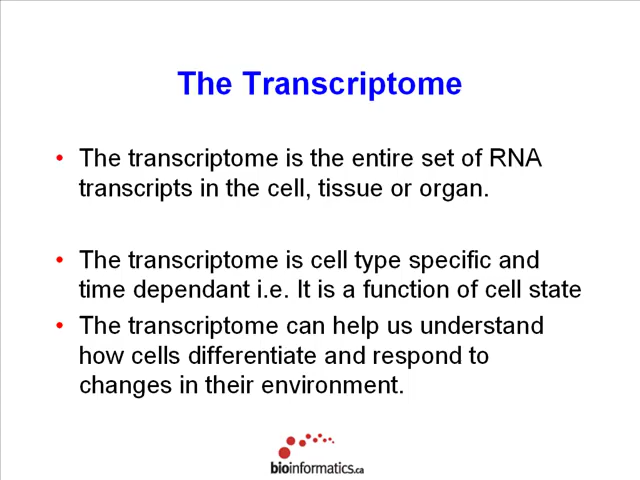 The Transcriptome
• The transcriptome is the entire set of RNA
transcripts in the cell, tissue or organ.
• The transcriptome is cell type specific and
time dependant i.e. It is a function of cell state
• The transcriptome can help us understand
how cells differentiate and respond to
changes in their environment.
bioinformatics.ca